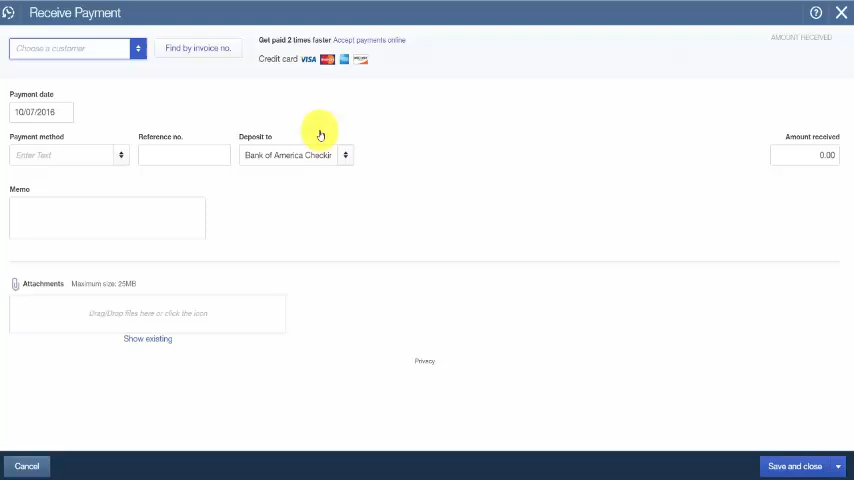 Receive Payment
Choose a customer
Find by invoice no.
Get paid 2 times faster Accept payments online
Credit card VISA
AMOUNT RECEIVED
Payment date
10/07/2016
Payment method Reference no. Deposit to Amount received
Enter Text Bank of America Checkin 0.00
Memo
Attachments Maximum size: 25MB
Drag/Drop files here or click the icon
Show existing
Privacy
Cancel Save and close